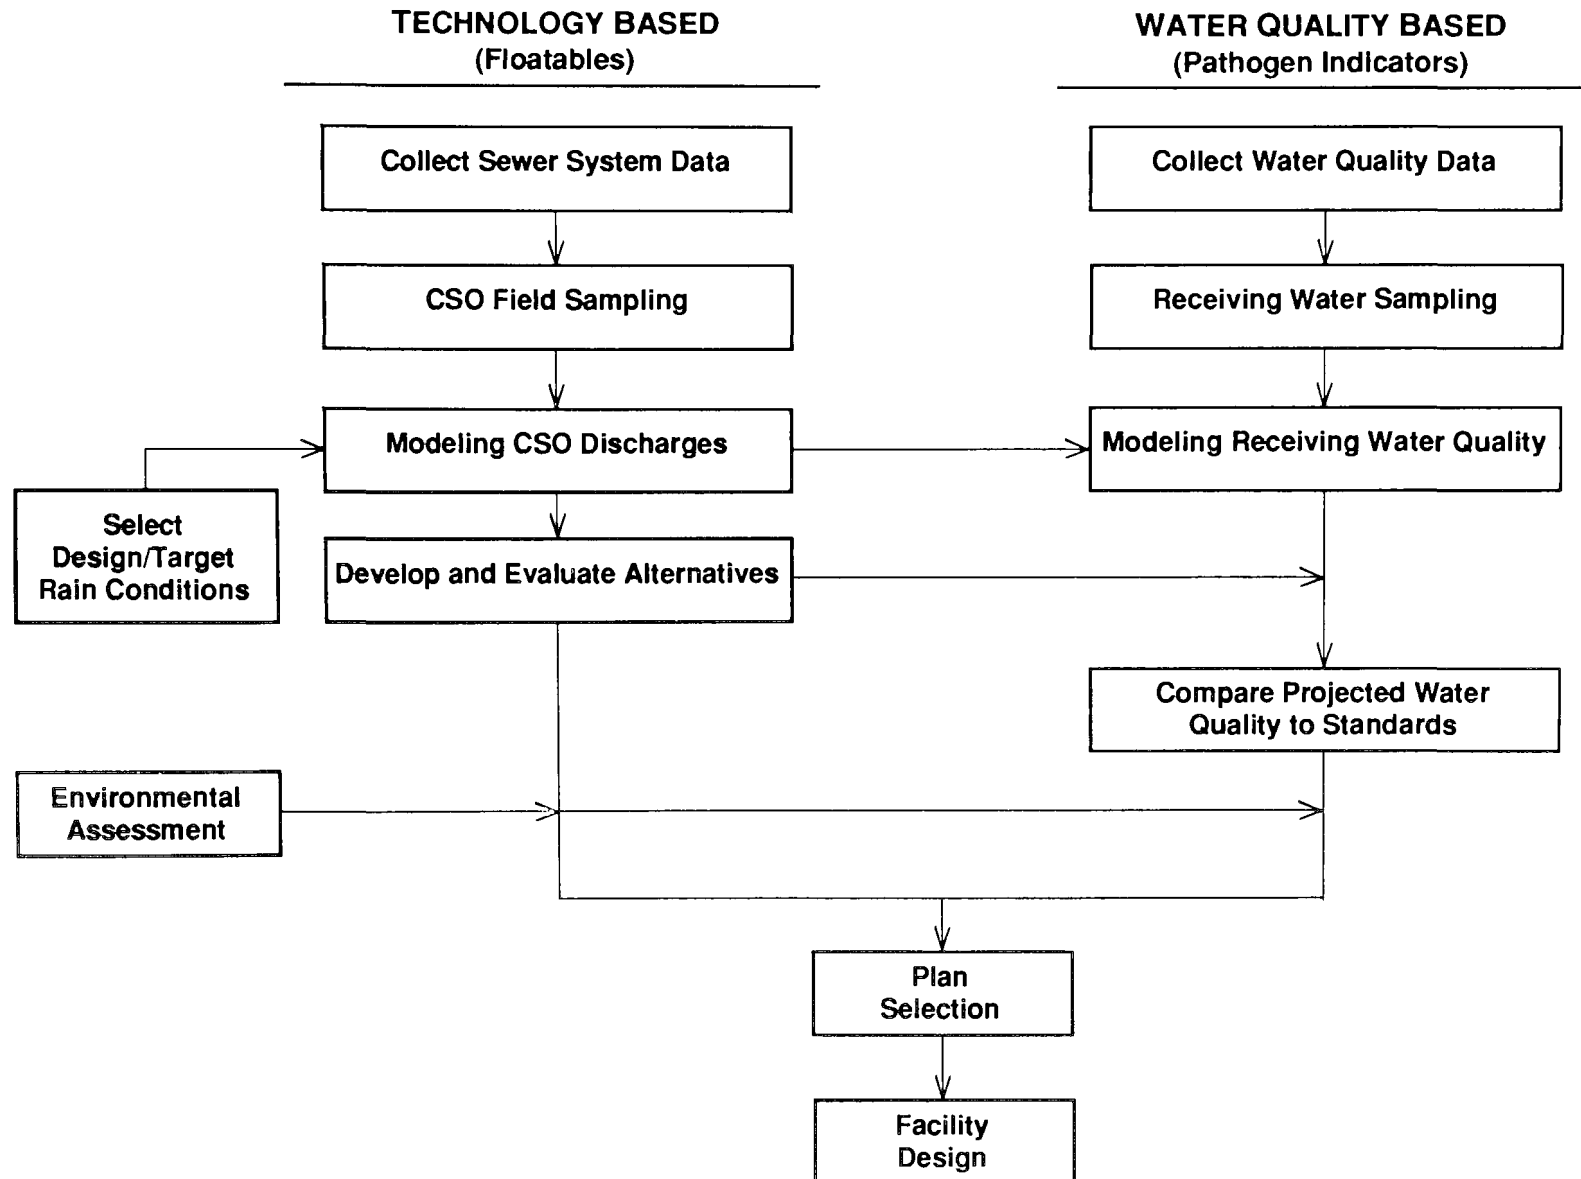 TECHNOLOGY BASED
(Floatables)
WATER QUALITY BASED
(Pathogen Indicators)
Collect Sewer System Data
Collect Water Quality Data
CSO Field Sampling
Receiving Water Sampling
Modeling CSO Discharges
Modeling Receiving Water Quality
Select
Design/Target
Rain Conditions
Develop and Evaluate Alternatives
Compare Projected Water
Quality to Standards
Environmental
Assessment
Plan
Selection
Facility
Design